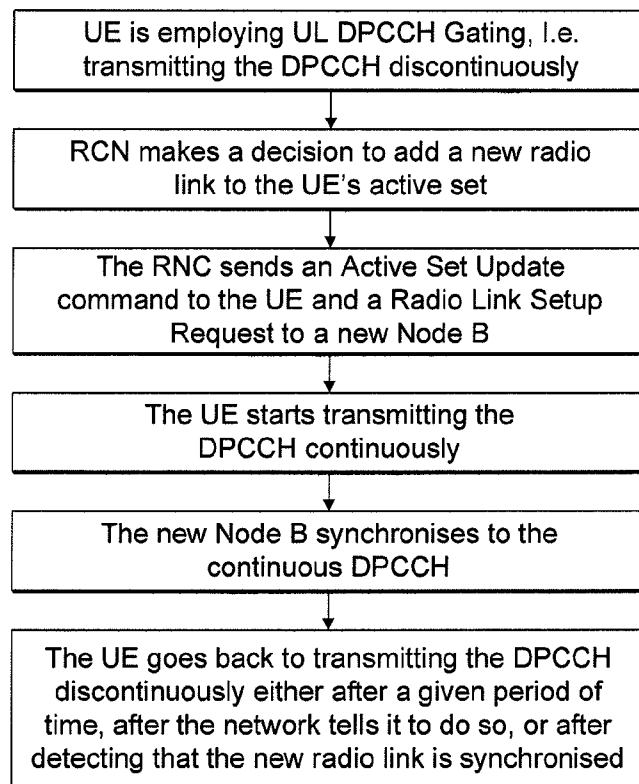 UE is employing UL DPCCH Gating, I.e.
transmitting the DPCCH discontinuously
RCN makes a decision to add a new radio
link to the UE's active set
The RNC sends an Active Set Update
command to the UE and a Radio Link Setup
Request to a new Node B
The UE starts transmitting the
DPCCH continuously
The new Node B synchronises to the
continuous DPCCH
The UE goes back to transmitting the DPCCH
discontinuously either after a given period of
time, after the network tells it to do so, or after
detecting that the new radio link is synchronised